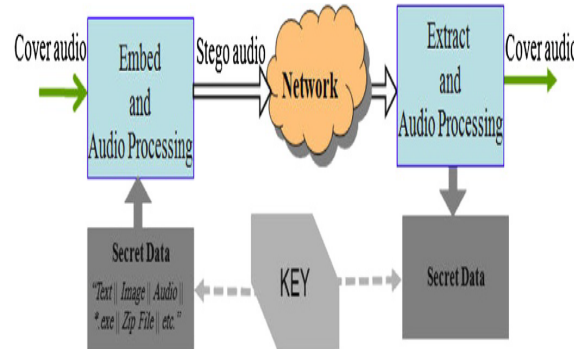 Cover audio
Embed
and
Audio Processing
Stego audio
Network
Extract
and
Audio Processing
Cover audio
Secret Data
“Text || Image || Audio ||
*.exe || Zip File || etc.”
KEY
Secret Data